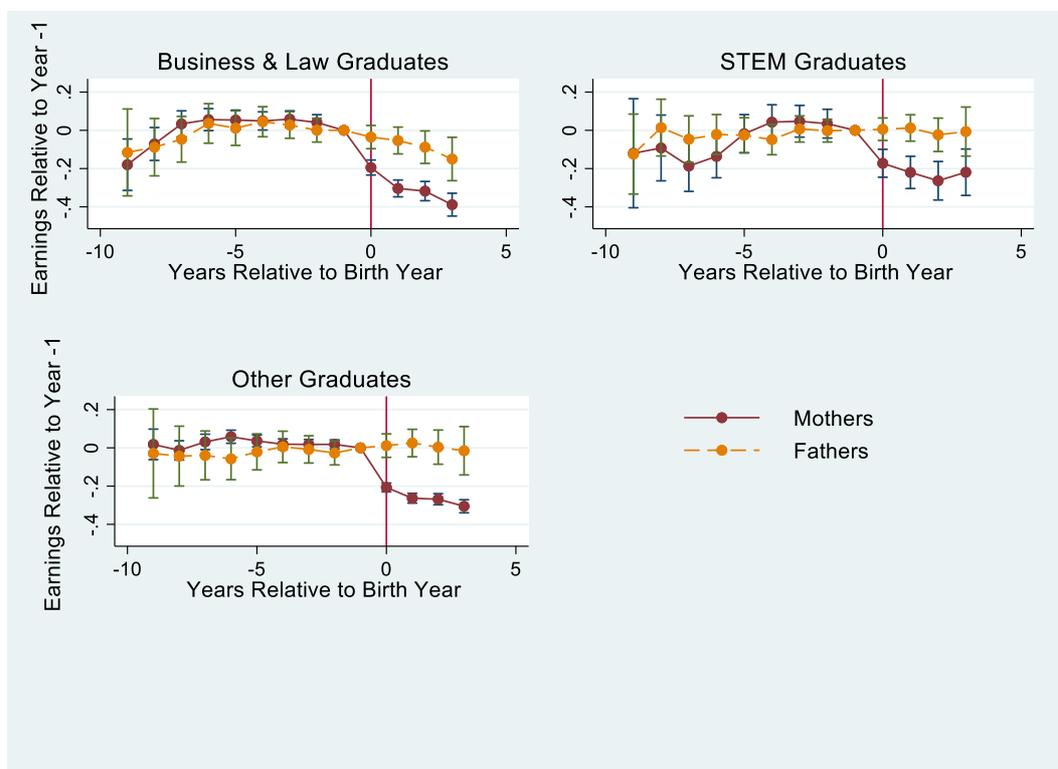 Business & Law Graduates
Earnings Relative to Year -1
.2
0
-.2
-.4
-10
-5
0
5
Years Relative to Birth Year
STEM Graduates
.2
0
-.2
-.4
-10
-5
0
5
Years Relative to Birth Year
Other Graduates
Earnings Relative to Year -1
.2
0
-.2
-.4
-10
-5
0
5
Years Relative to Birth Year
Mothers
Fathers